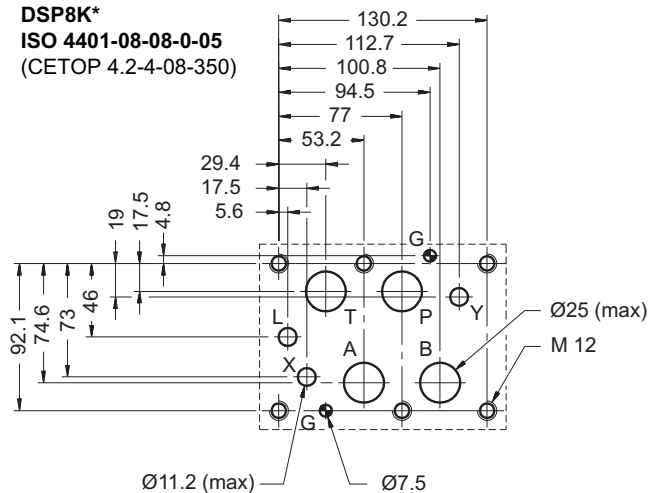 DSP8K*
ISO 4401-08-08-0-05
(CETOP 4.2-4-08-350)
130.2
112.7
100.8
94.5
77
53.2
29.4
17.5
5.6
19
17.5
4.8
92.1
74.6
73
46
G
T
P
Y
L
A
B
X
G
Ø25 (max)
M 12
Ø11.2 (max)
Ø7.5